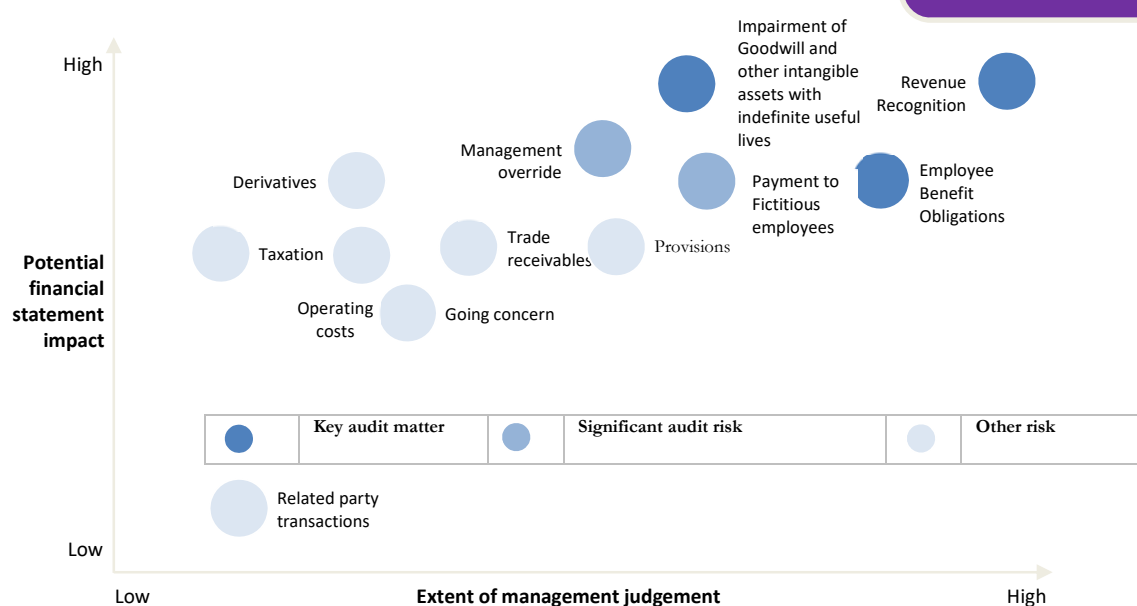 Impairment of
Goodwill and
other intangible
assets with
indefinite useful
lives
High
Revenue
Recognition
Management
override
Derivatives
Payment to
Fictitious
employees
Employee
Benefit
Obligations
Taxation
Trade
receivables
Provisions
Potential
financial
statement
impact
Operating
costs
Going concern
Key audit matter
Significant audit risk
Other risk
Related party
transactions
Low
Low
Extent of management judgement
High